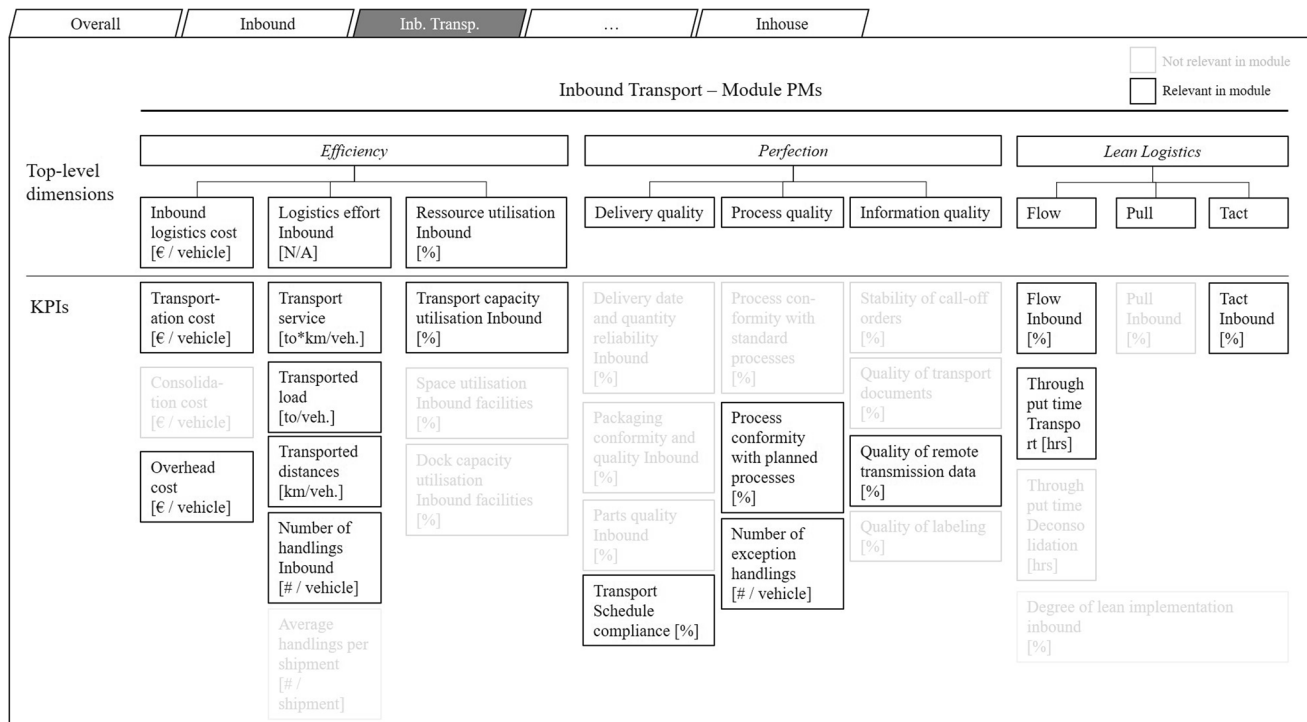 Overall
Inbound
Inb. Transp.
…
Inhouse
Not relevant in module
Relevant in module
Inbound Transport – Module PMs
Top-level
dimensions
Efficiency
Perfection
Lean Logistics
Inbound
logistics cost
[€ / vehicle]
Logistics effort
Inbound
[N/A]
Ressource utilisation
Inbound
[%]
Delivery quality
Process quality
Information quality
Flow
Pull
Tact
KPIs
Transport-
ation cost
[€ / vehicle]
Consolida-
tion cost
[€ / vehicle]
Overhead
cost
[€ / vehicle]
Transport
service
[to*km/veh.]
Transported
load
[to/veh.]
Transported
distances
[km/veh.]
Number of
handlings
Inbound
[# / vehicle]
Average
handlings per
shipment
[# /
shipment]
Transport capacity
utilisation Inbound
[%]
Space utilisation
Inbound facilities
[%]
Dock capacity
utilisation
Inbound facilities
[%]
Delivery date
and quantity
reliability
Inbound
[%]
Packaging
conformity and
quality Inbound
[%]
Parts quality
Inbound
[%]
Transport
Schedule
compliance [%]
Process con-
formity with
standard
processes
[%]
Process
conformity
with planned
processes
[%]
Number of
exception
handlings
[# / vehicle]
Stability of call-off
orders
[%]
Quality of transport
documents
[%]
Quality of remote
transmission data
[%]
Quality of labeling
[%]
Flow
Inbound
[%]
Through
put time
Transpo
rt [hrs]
Through
put time
Deconso
lidation
[hrs]
Pull
Inbound
[%]
Tact
Inbound
[%]
Degree of lean implementation
inbound
[%]